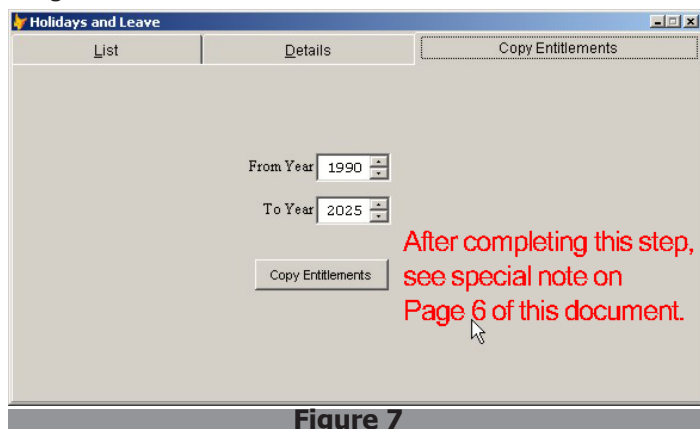 Holidays and Leave
List Details Copy Entitlements
From Year 1990
To Year 2025
After completing this step,
Copy Entitlements see special note on
Page 6 of this document.
Figure 7